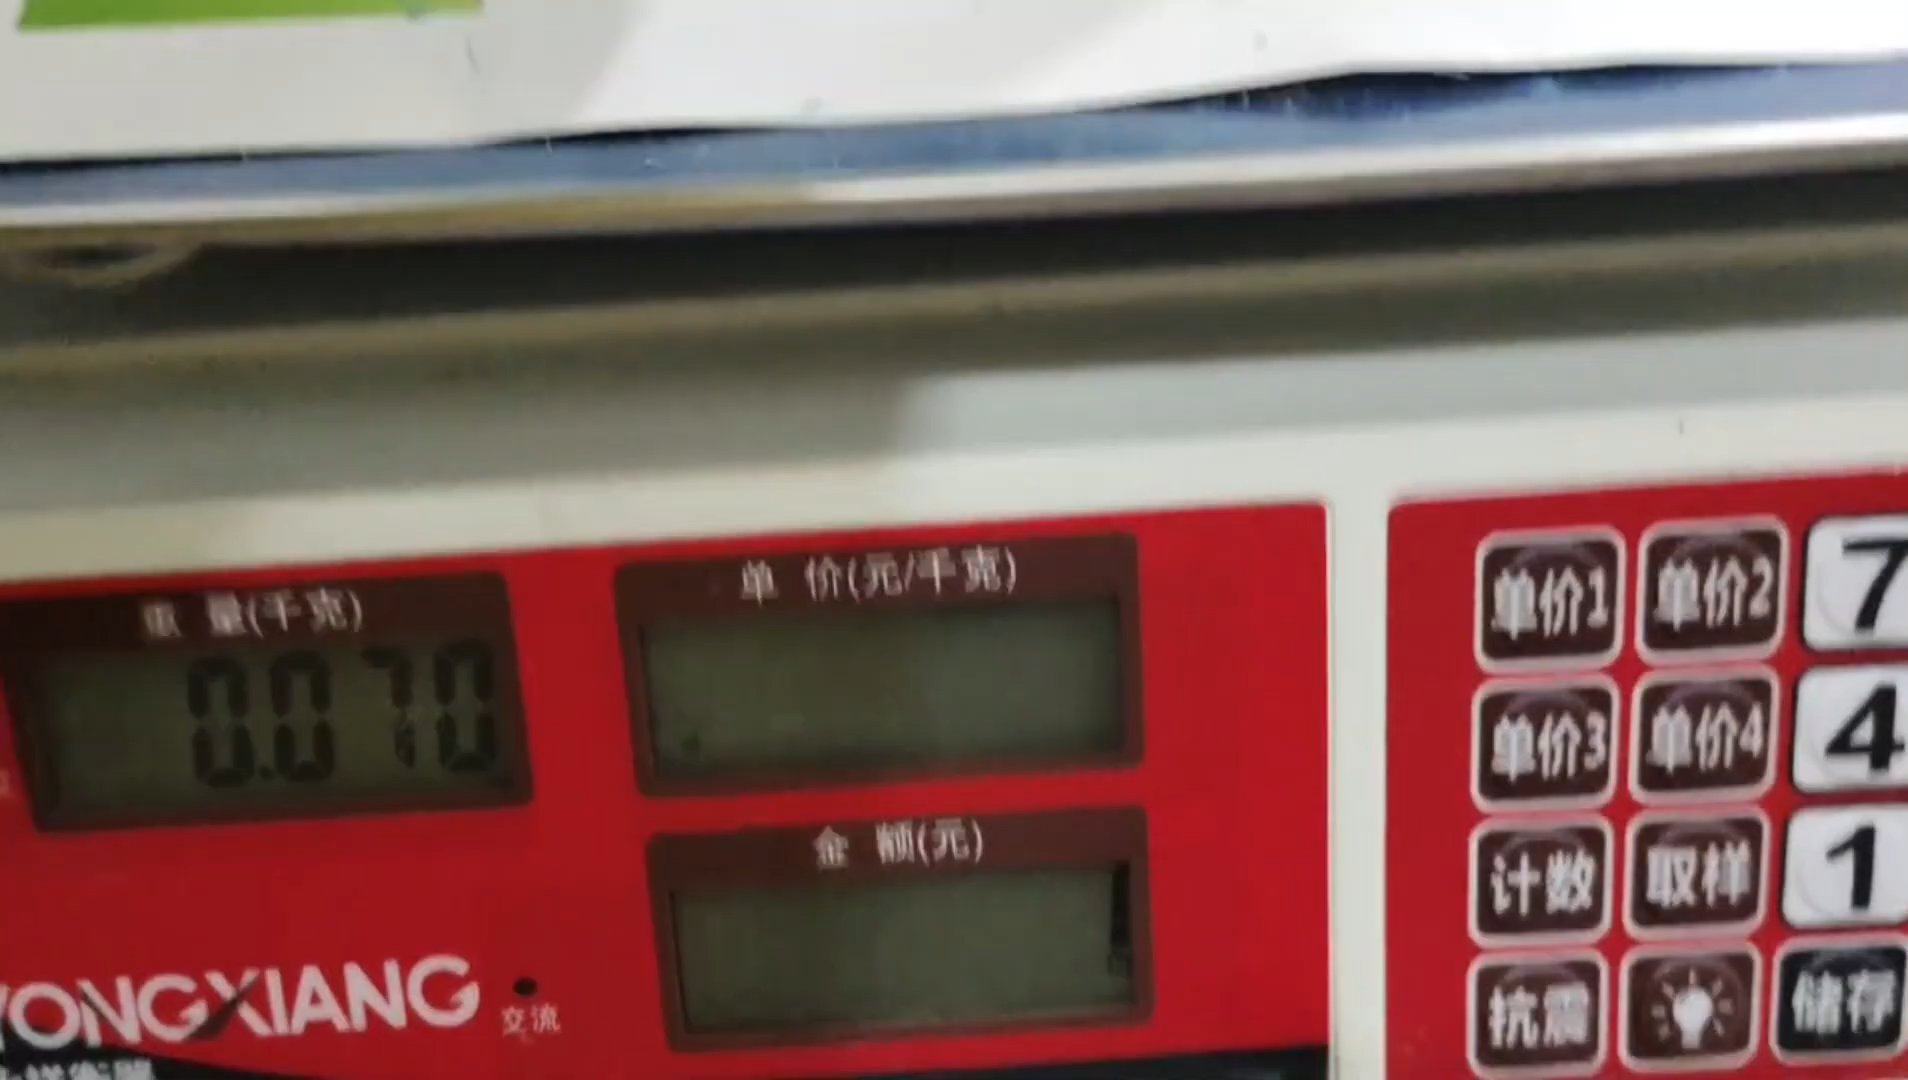 重 量(千克)
0.070
单 价(元/千克)
金 额(元)
YONGXIANG
交流
单价1 单价2 7
单价3 单价4 4
计数 取样 1
抗震 储存